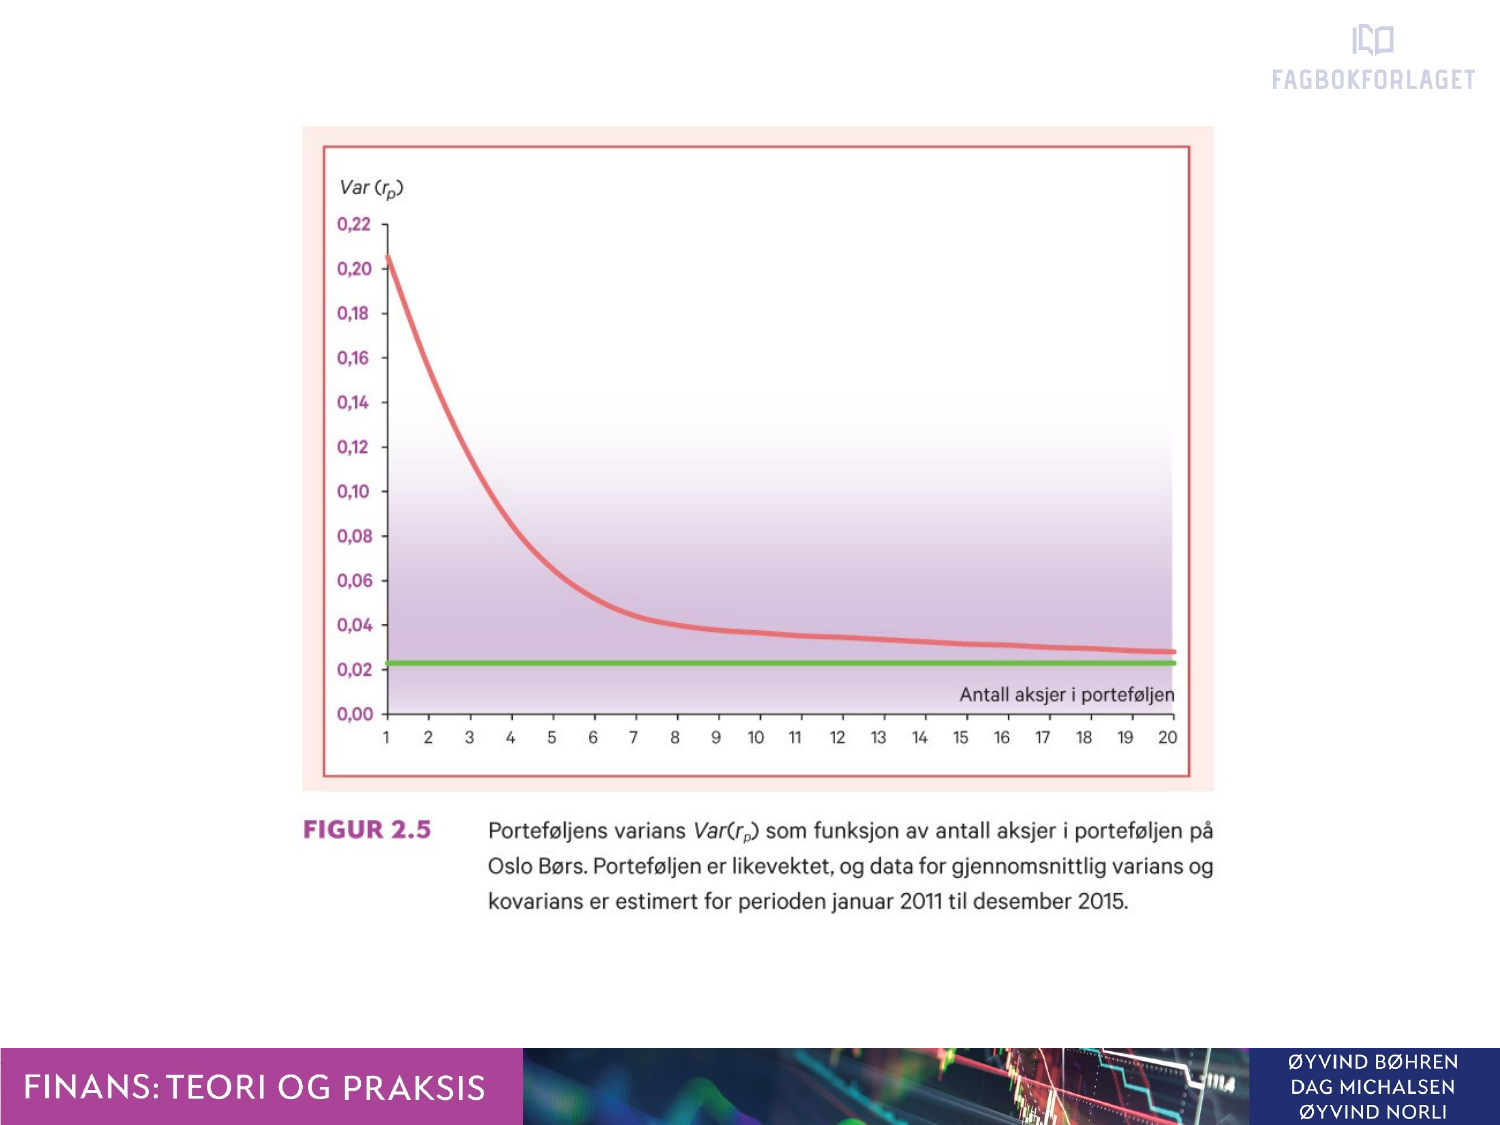 FAGBOKFORLAGET
Var (rp)
0,22
0,20
0,18
0,16
0,14
0,12
0,10
0,08
0,06
0,04
0,02
0,00
Antall aksjer i porteføljen
1 2 3 4 5 6 7 8 9 10 11 12 13 14 15 16 17 18 19 20
FIGUR 2.5 Porteføljens varians Var(rp) som funksjon av antall aksjer i porteføljen på
Oslo Børs. Porteføljen er likevektet, og data for gjennomsnittlig varians og
kovarians er estimert for perioden januar 2011 til desember 2015.
FINANS: TEORI OG PRAKSIS
ØYVIND BØHREN
DAG MICHALSEN
ØYVIND NORLI